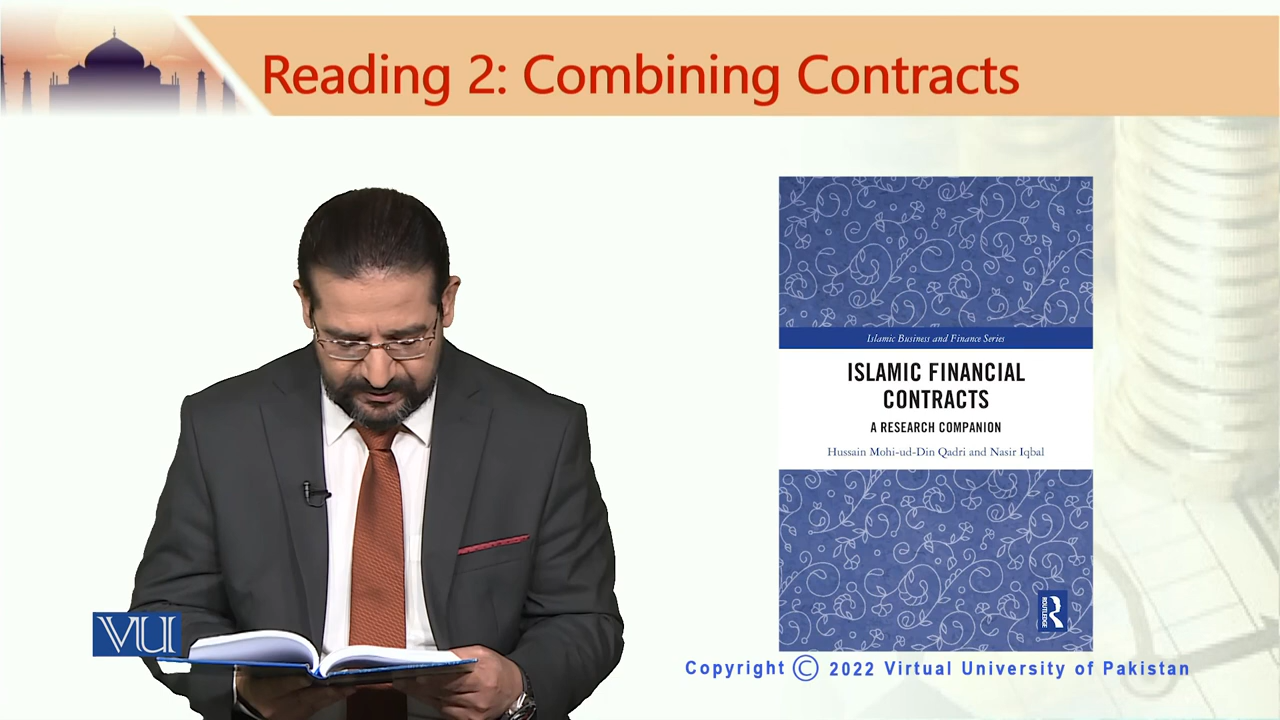 Reading 2: Combining Contracts
Islamic Business and Finance Series
ISLAMIC FINANCIAL
CONTRACTS
A RESEARCH COMPANION
Hussain Mohi-ud-Din Qadri and Nasir Iqbal
R
ROUTLEDGE
VU
Copyright © 2022 Virtual University of Pakistan